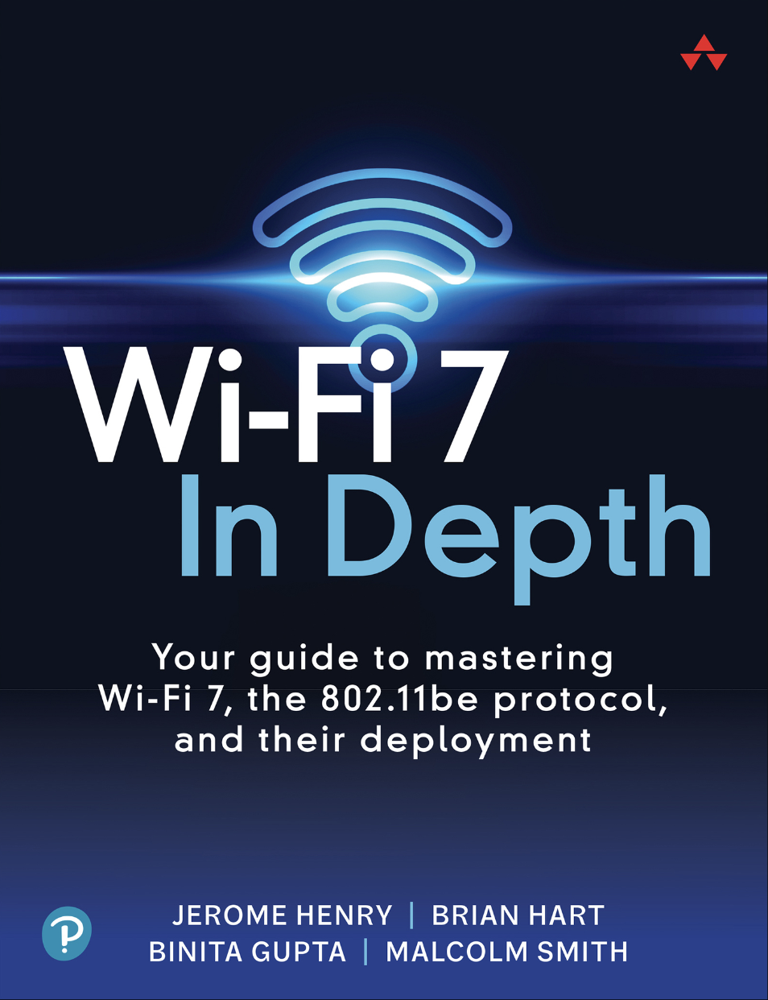 Wi-Fi 7
In Depth
Your guide to mastering
Wi-Fi 7, the 802.11be protocol,
and their deployment
JEROME HENRY | BRIAN HART
BINITA GUPTA | MALCOLM SMITH